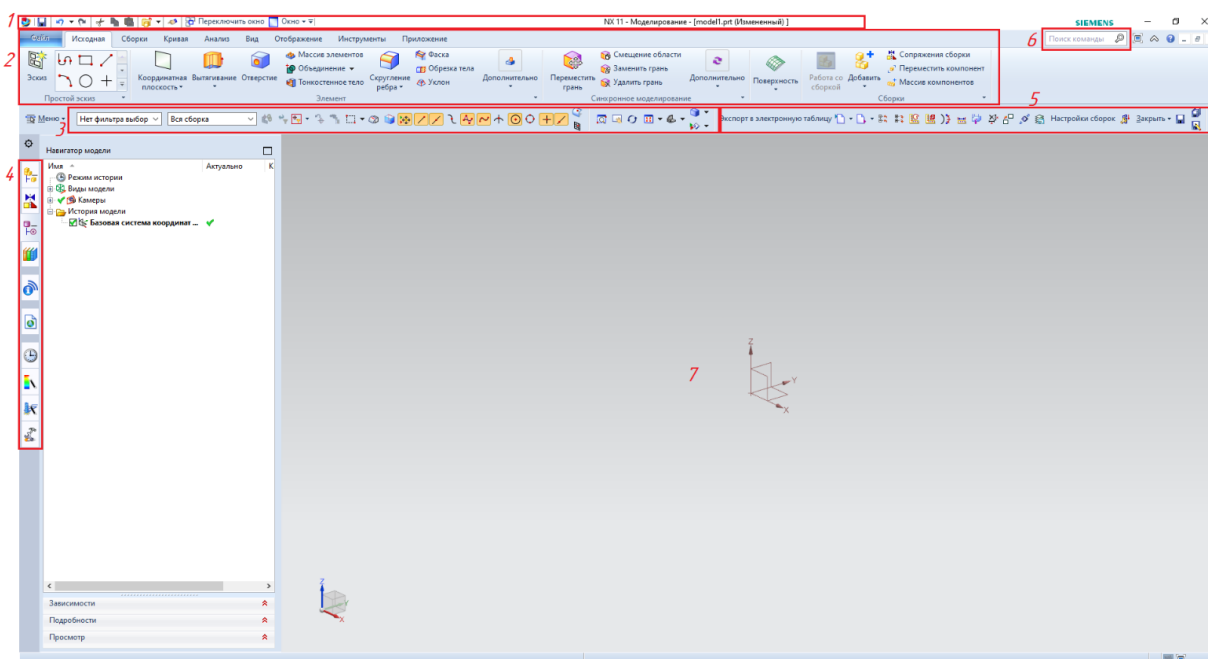 1 Переключить окно Окно NX 11 - Моделирование - [model1.prt (Измененный) ] SIEMENS
Файл Исходная Сборки Кривая Анализ Вид Отображение Инструменты Приложение 6 Поиск команды
2 Эскиз Координатная плоскость Вытягивание Отверстие Массив элементов Скругление ребра Фаска Дополнительно Переместить грань Смещение области Дополнительно Поверхность Работа со сборкой Добавить Сопряжения сборки
Объединение Обрезка тела Заменить грань Переместить компонент
Тонкостенное тело Уклон Удалить грань Массив компонентов
Простой эскиз Элемент Синхронное моделирование Сборки 5
Меню 3 Нет фильтра выбор Вся сборка Экспорт в электронную таблицу Настройки сборок Закрыть
Навигатор модели
Имя Актуально К
4 Режим истории
Виды модели
Камеры
История модели
Базовая система координат ...
Z
7 Y
X
Z
Y
X
Зависимости
Подробности
Просмотр